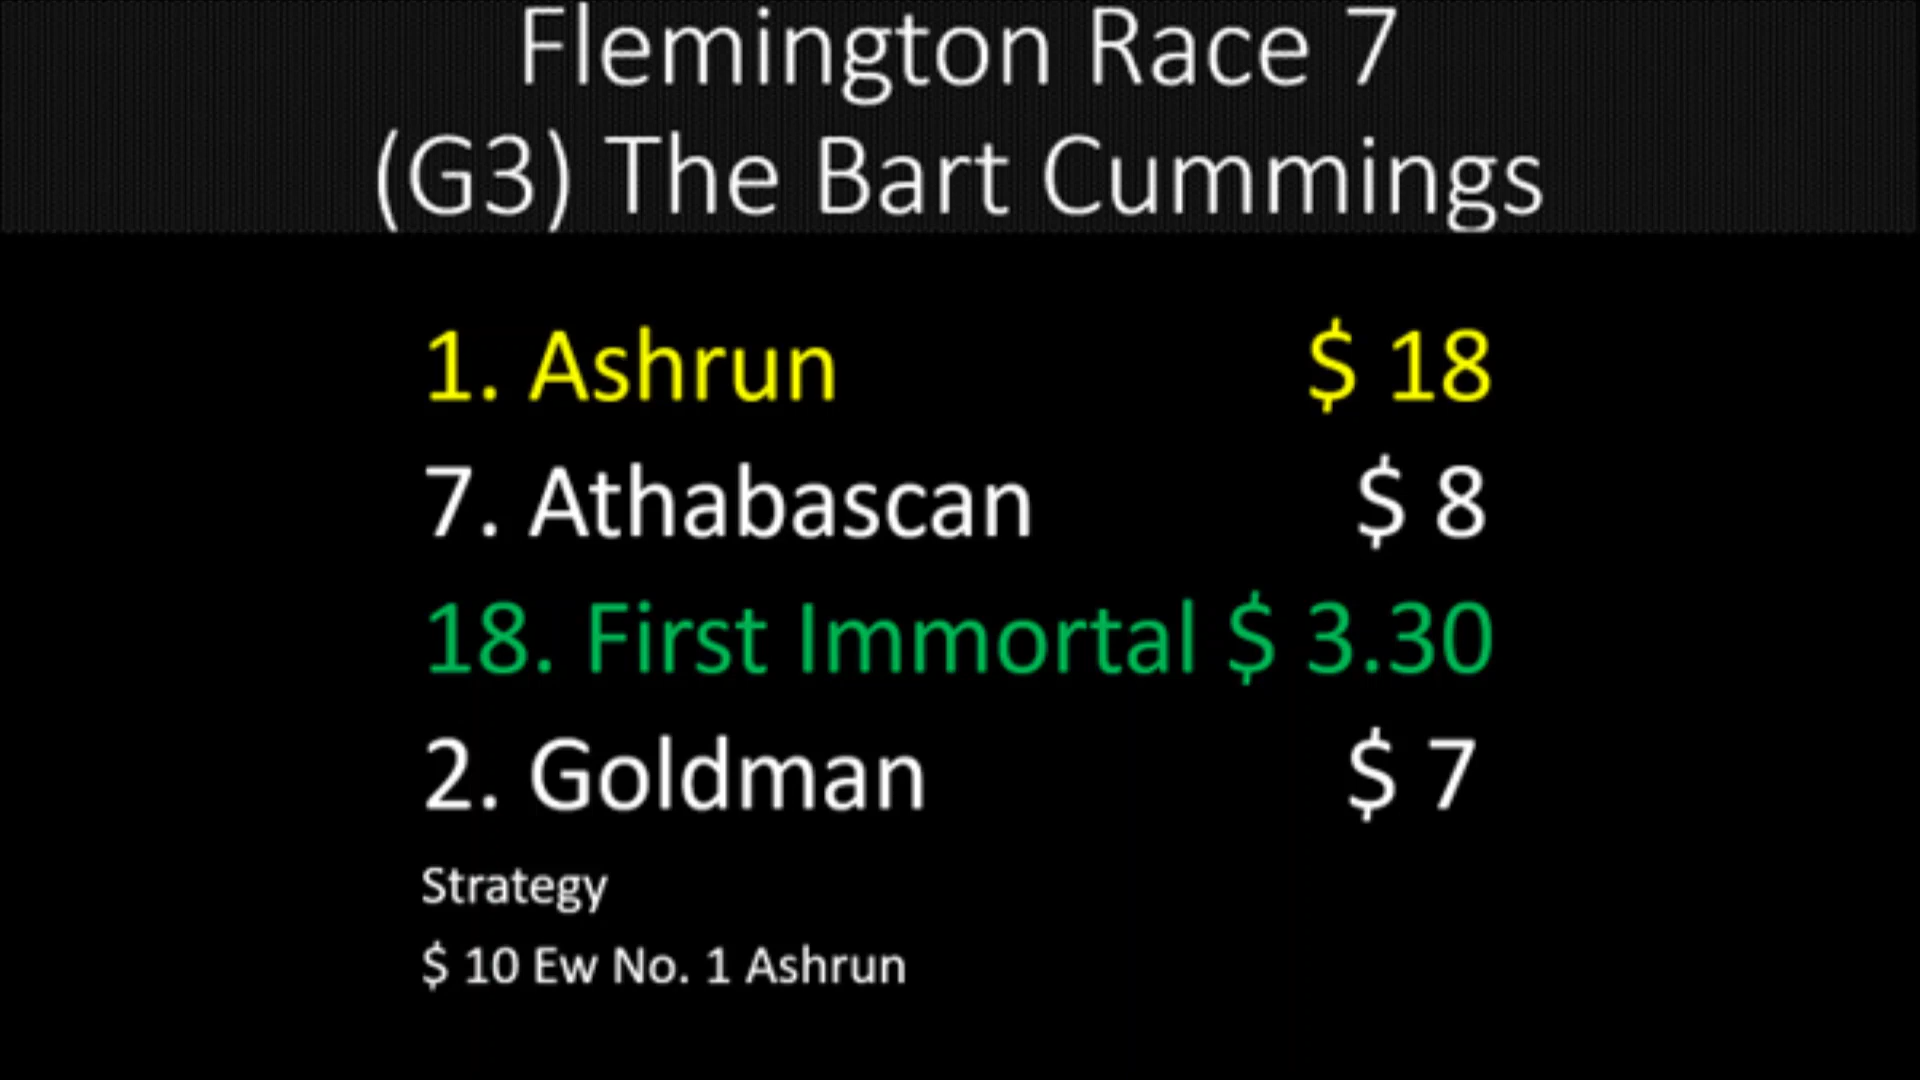 Flemington Race 7
(G3) The Bart Cummings
1. Ashrun $ 18
7. Athabascan $ 8
18. First Immortal $ 3.30
2. Goldman $ 7
Strategy
$ 10 Ew No. 1 Ashrun